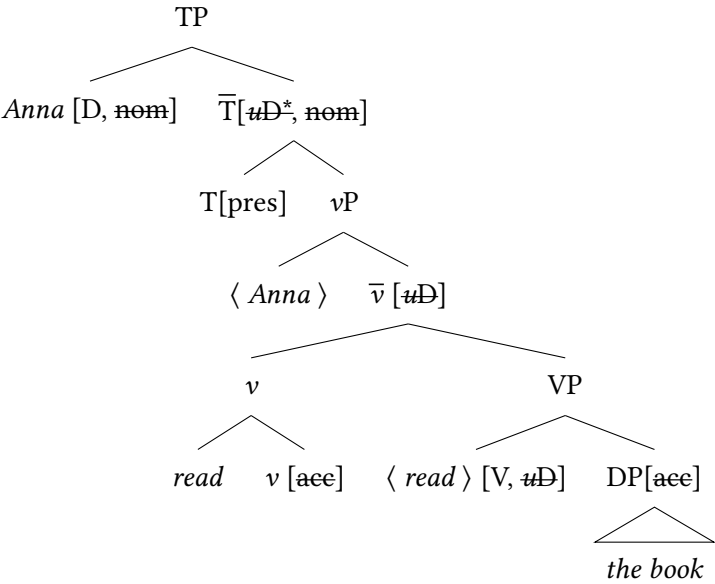 TP
Anna [D, nom] T̅[uD*, nom]
T[pres] vP
⟨ Anna ⟩ v̅ [uD]
v VP
read v [acc] ⟨ read ⟩ [V, uD] DP[acc]
the book